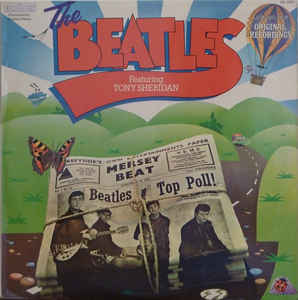 The
BEATLES
Featuring
TONY SHERIDAN
ORIGINAL
RECORDINGS
MERSEY
BEAT
Beatles Top Poll!